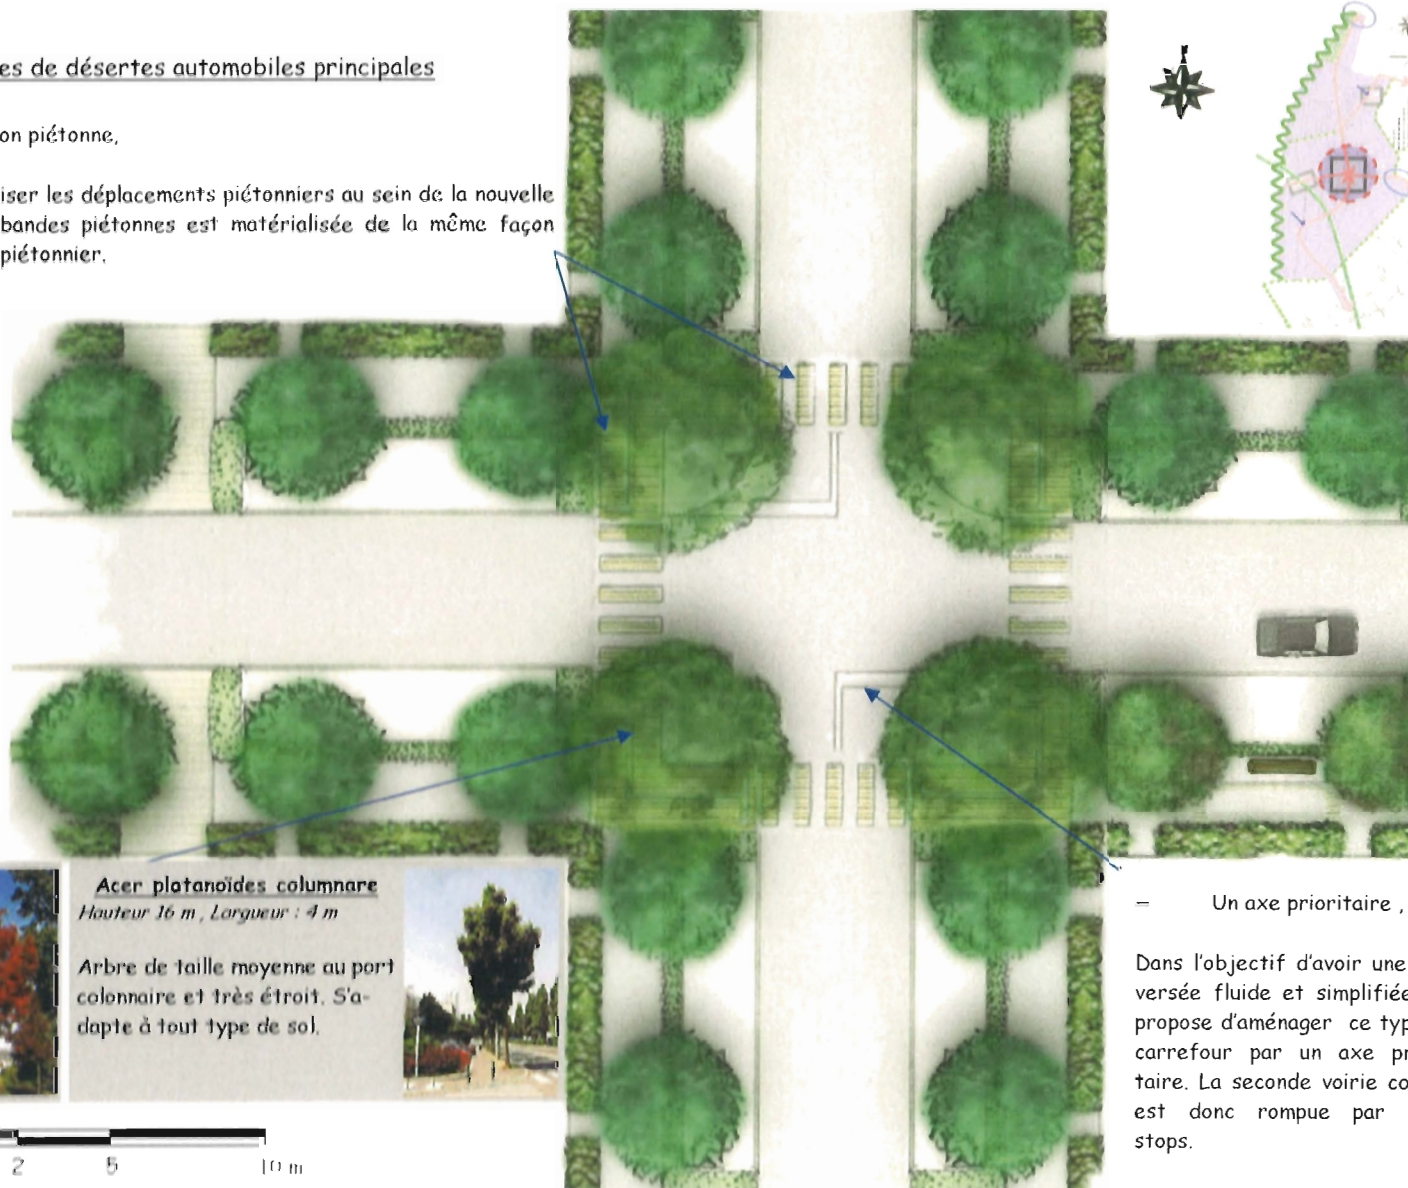 es de désertes automobiles principales
on piétonne,
iser les déplacements piétonniers au sein de la nouvelle
bandes piétonnes est matérialisée de la même façon
piétonnier.
Acer platanoïdes columnare
Hauteur 16 m , Largueur : 4 m
Arbre de taille moyenne au port
colonnaire et très étroit. S'a-
dapte à tout type de sol.
2 5 10 m
– Un axe prioritaire ,
Dans l'objectif d'avoir une
versée fluide et simplifiée
propose d'aménager ce typ
carrefour par un axe pr
taire. La seconde voirie co
est donc rompue par
stops.